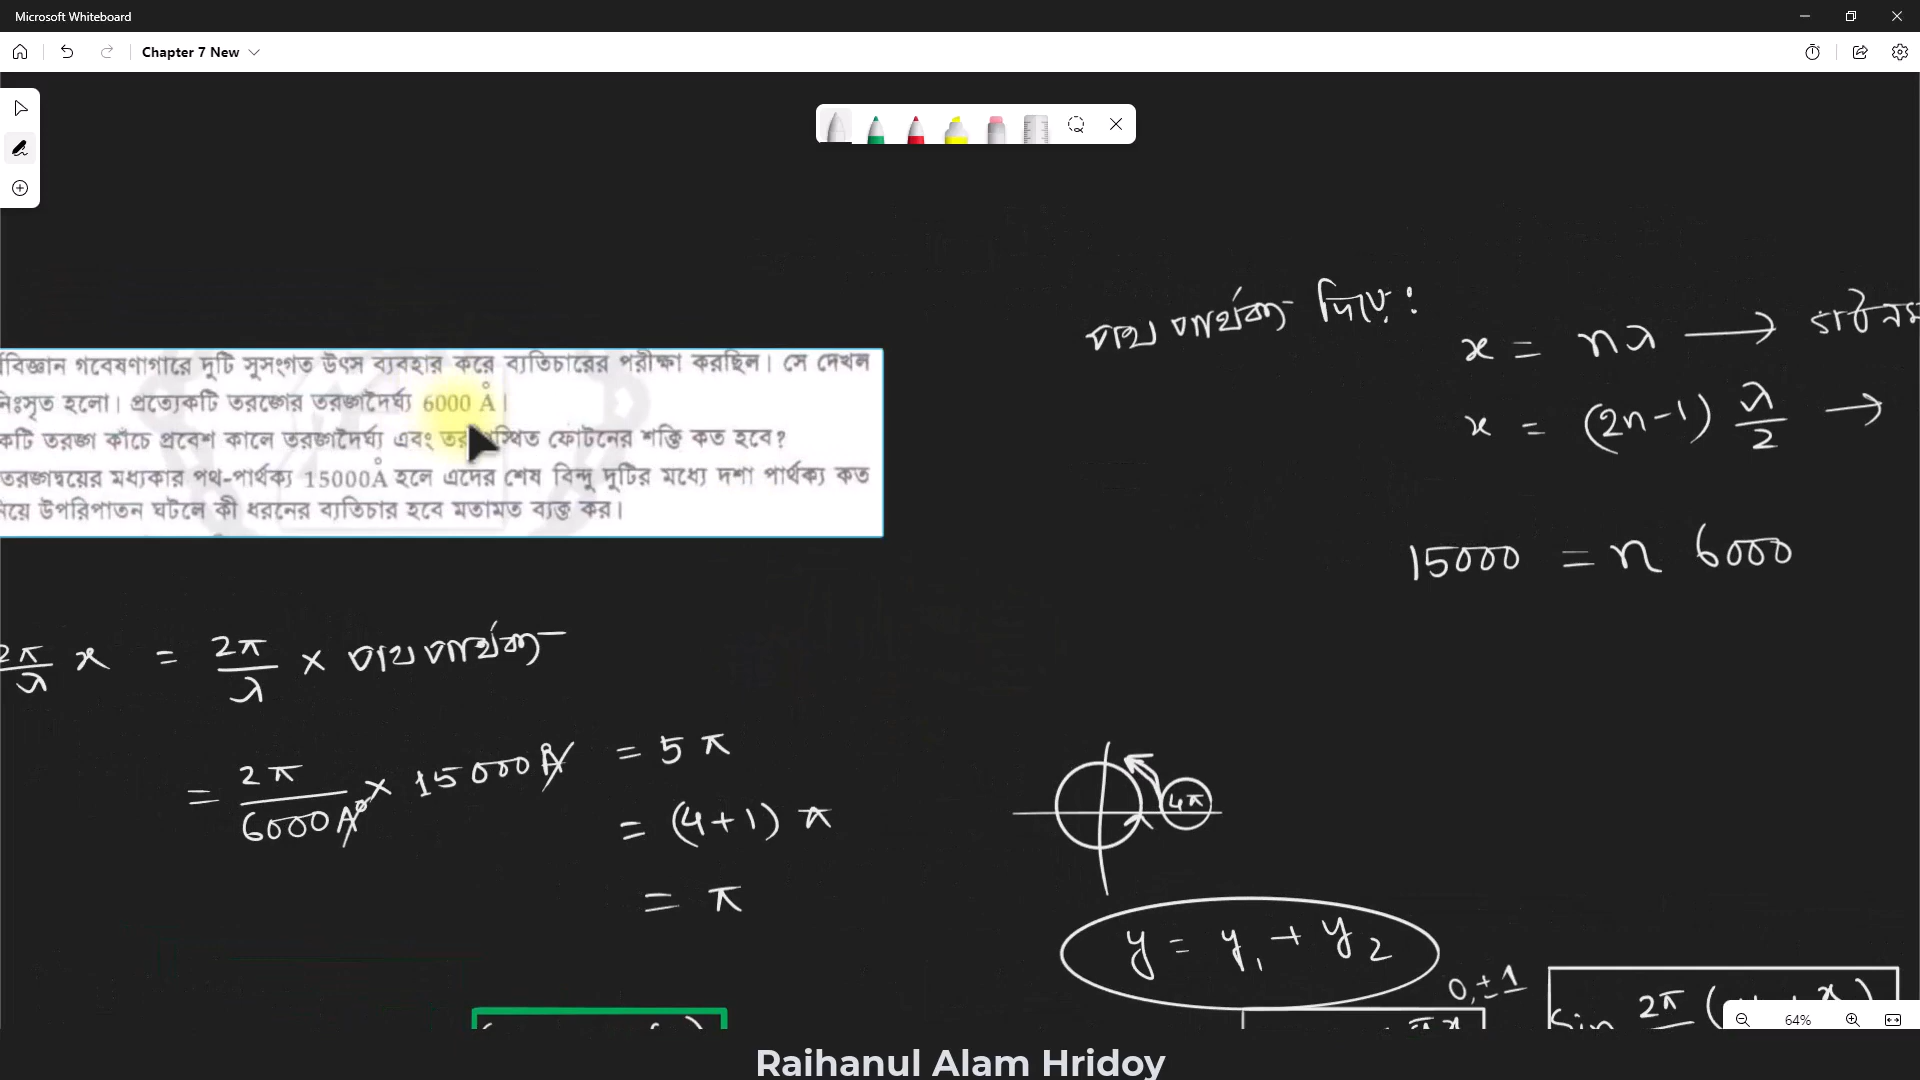 Microsoft Whiteboard
Chapter 7 New
বিজ্ঞান গবেষণাগারে দুটি সুসংগত উৎস ব্যবহার করে ব্যতিচারের পরীক্ষা করছিল। সে দেখল
নিঃসৃত হলো। প্রত্যেকটি তরঙ্গের তরঙ্গদৈর্ঘ্য 6000 Å।
কটি তরঙ্গ কাঁচে প্রবেশ কালে তরঙ্গদৈর্ঘ্য এবং ফোটনের শক্তি কত হবে?
তরঙ্গদ্বয়ের মধ্যকার পথ-পার্থক্য 15000Å হলে এদের শেষ বিন্দু দুটির মধ্যে দশা পার্থক্য কত
উপরিপাতন ঘটলে কী ধরনের ব্যতিচার হবে মতামত ব্যক্ত কর।
পথ পার্থক্য দিয়ে :
x = nλ →
x = (2n-1) λ/2 →
15000 = n 6000
2π/λ x = 2π/λ × পথ পার্থক্য
= 2π/6000A° × 15000Å = 5π
= (4+1) π
= π
4π
y = y₁ + y₂
0, ±1
Sin 2π
64%
Raihanul Alam Hridoy